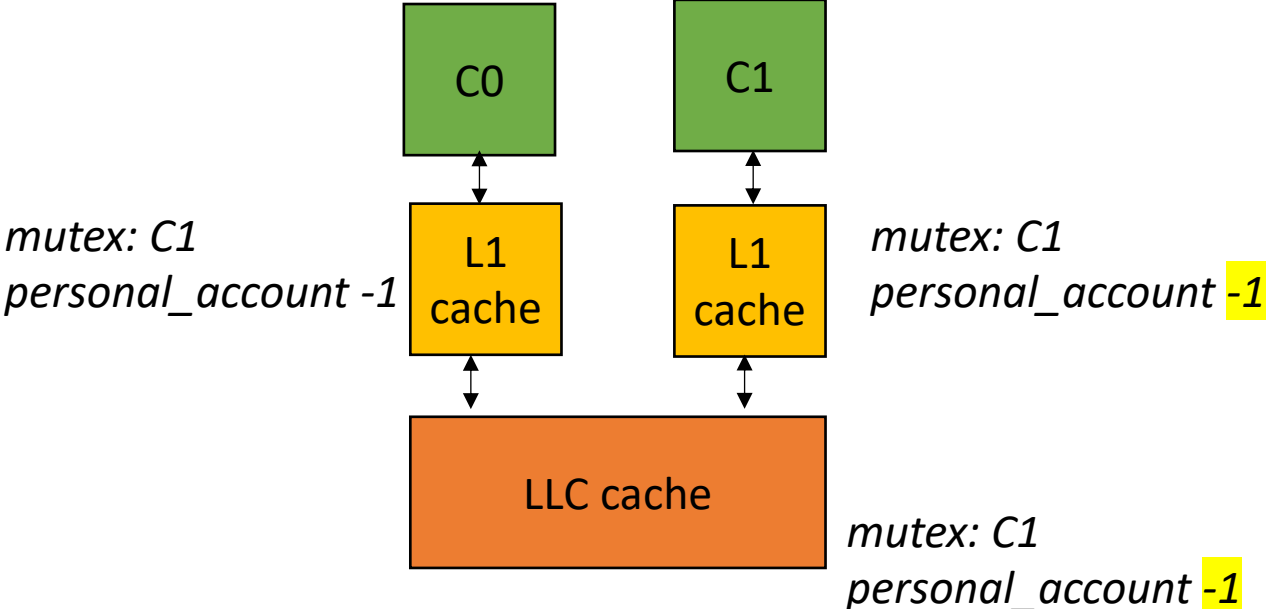 C0
C1
mutex: C1
personal_account -1
L1
cache
L1
cache
mutex: C1
personal_account -1
LLC cache
mutex: C1
personal_account -1